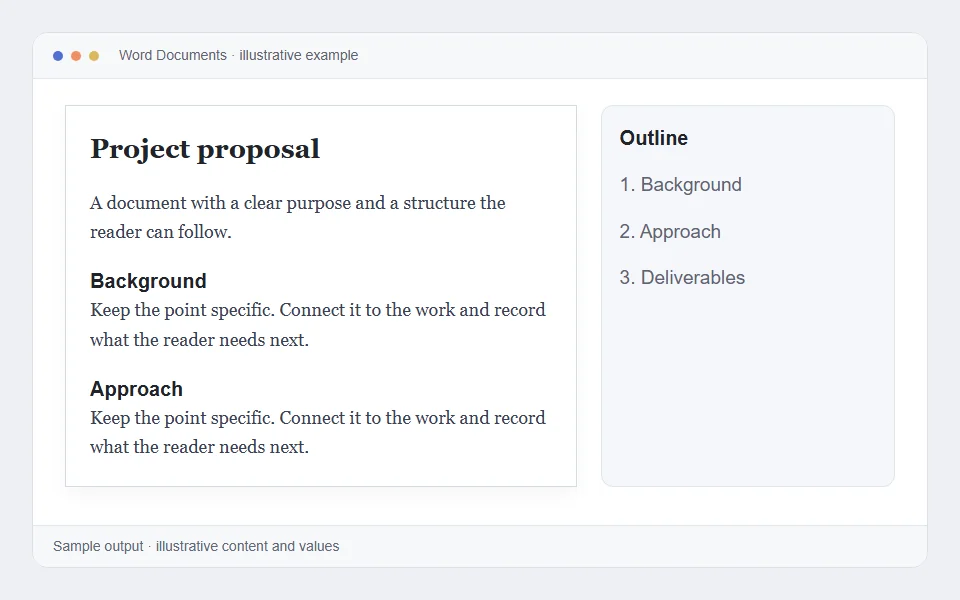 Word Documents · illustrative example
Project proposal
A document with a clear purpose and a structure the
reader can follow.
Background
Keep the point specific. Connect it to the work and record
what the reader needs next.
Approach
Keep the point specific. Connect it to the work and record
what the reader needs next.
Outline
1. Background
2. Approach
3. Deliverables
Sample output · illustrative content and values